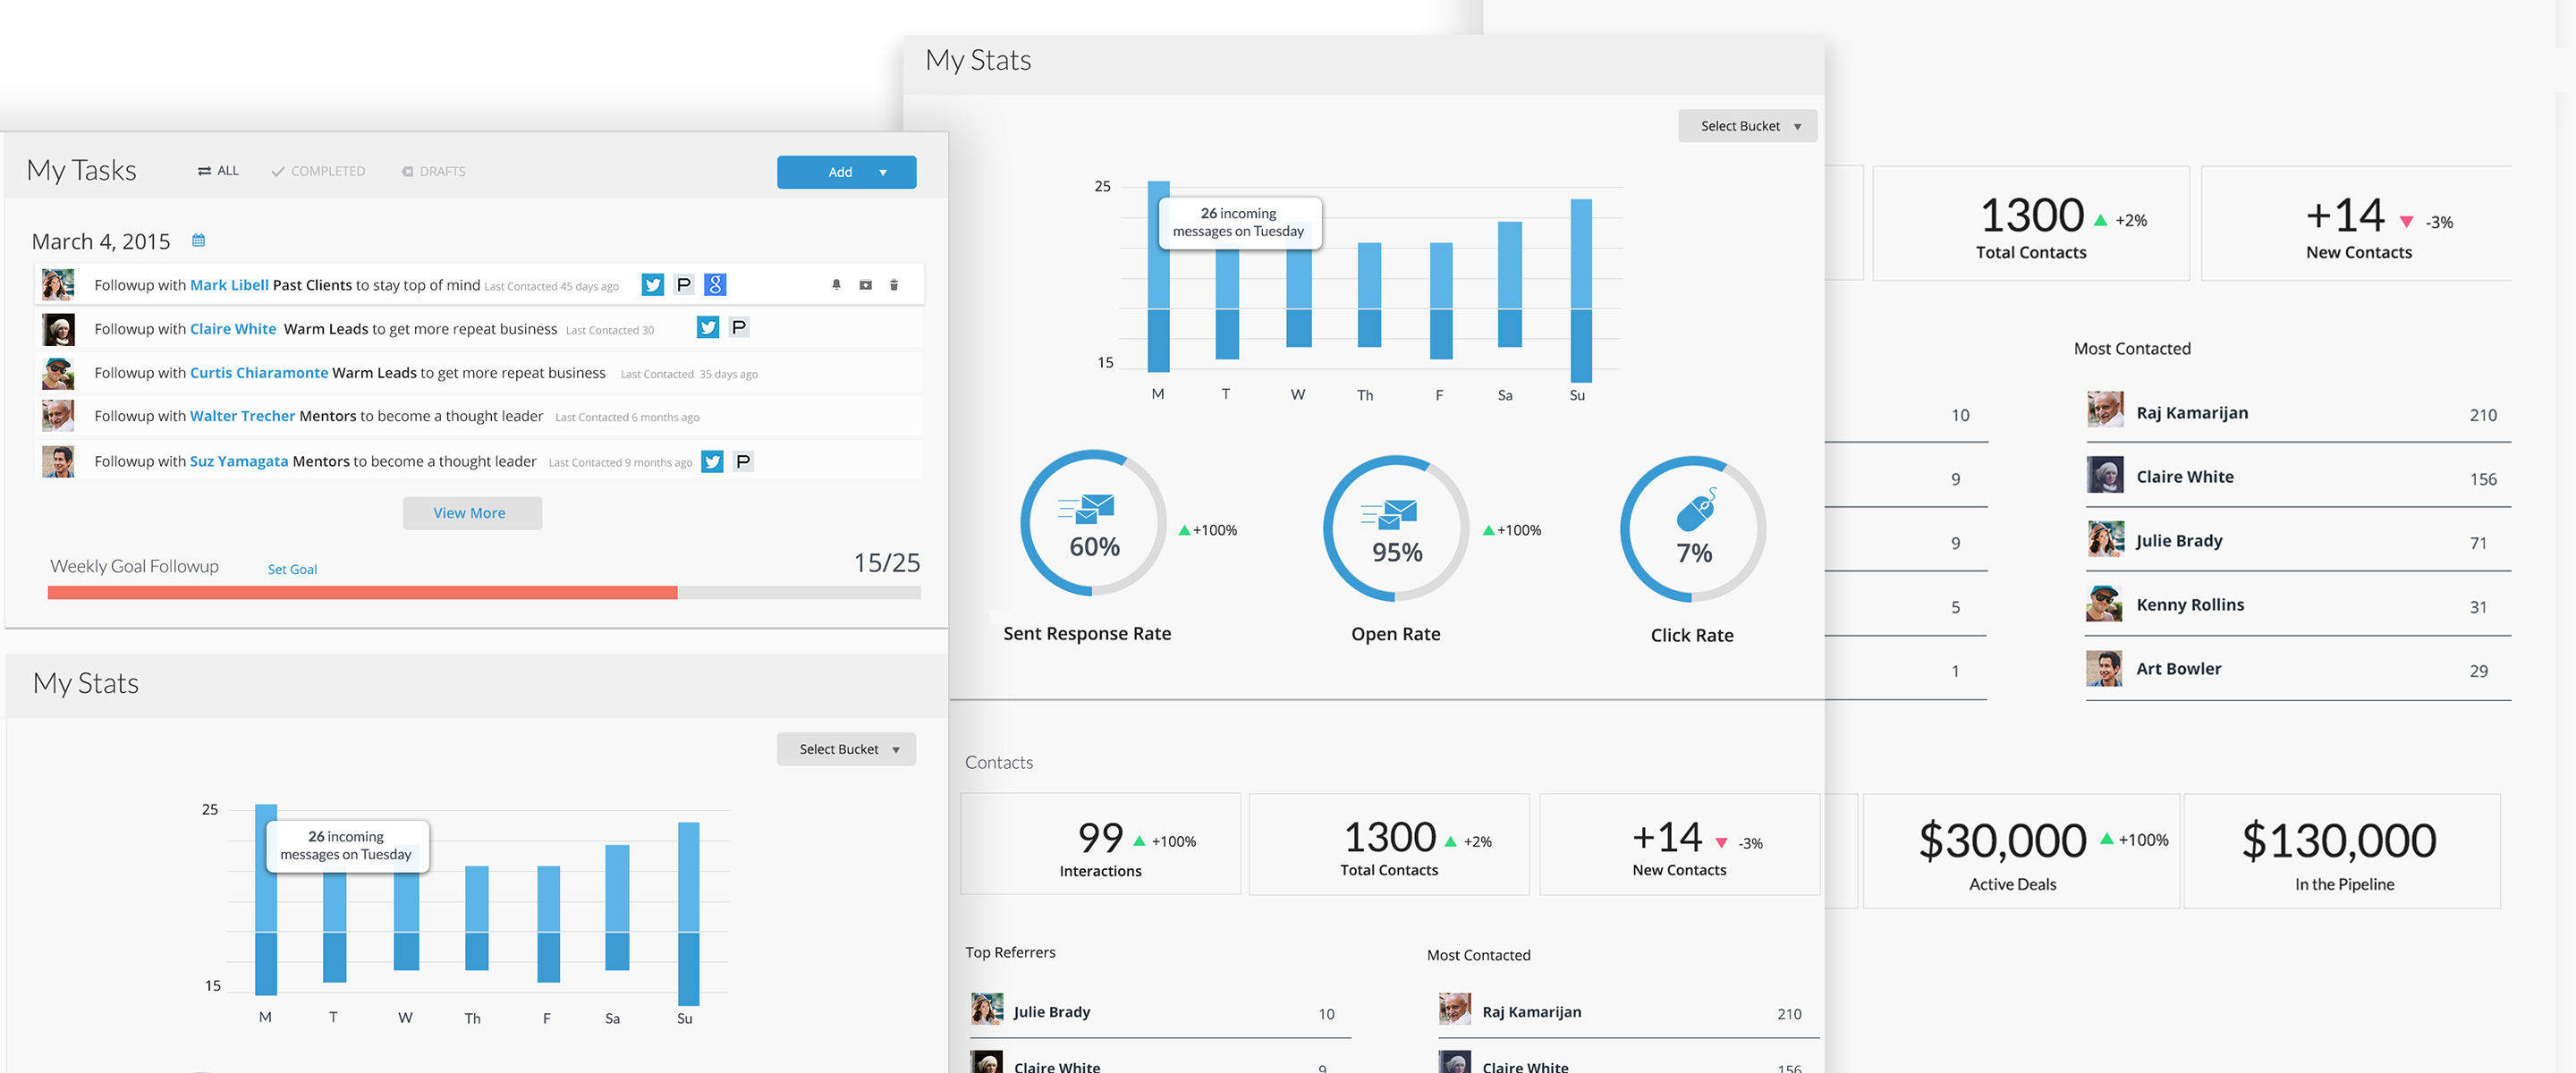 My Tasks
ALL
COMPLETED
DRAFTS
Add
March 4, 2015
Followup with Mark Libell Past Clients to stay top of mind Last Contacted 45 days ago
P
g
Followup with Claire White Warm Leads to get more repeat business Last Contacted 30
P
Followup with Curtis Chiaramonte Warm Leads to get more repeat business Last Contacted 35 days ago
Followup with Walter Trecher Mentors to become a thought leader Last Contacted 6 months ago
Followup with Suz Yamagata Mentors to become a thought leader Last Contacted 9 months ago
P
View More
Weekly Goal Followup
Set Goal
15/25
My Stats
Select Bucket
25
26 incoming
messages on Tuesday
15
M T W Th F Sa Su
My Stats
Select Bucket
25
26 incoming
messages on Tuesday
15
M T W Th F Sa Su
60%
+100%
95%
+100%
7%
Sent Response Rate
Open Rate
Click Rate
Contacts
99 +100%
Interactions
1300 +2%
Total Contacts
+14 -3%
New Contacts
Top Referrers
Julie Brady 10
Claire White 9
Most Contacted
Raj Kamarijan 210
Claire White 156
1300 +2%
Total Contacts
+14 -3%
New Contacts
10
9
9
5
1
Most Contacted
Raj Kamarijan 210
Claire White 156
Julie Brady 71
Kenny Rollins 31
Art Bowler 29
$30,000 +100%
Active Deals
$130,000
In the Pipeline